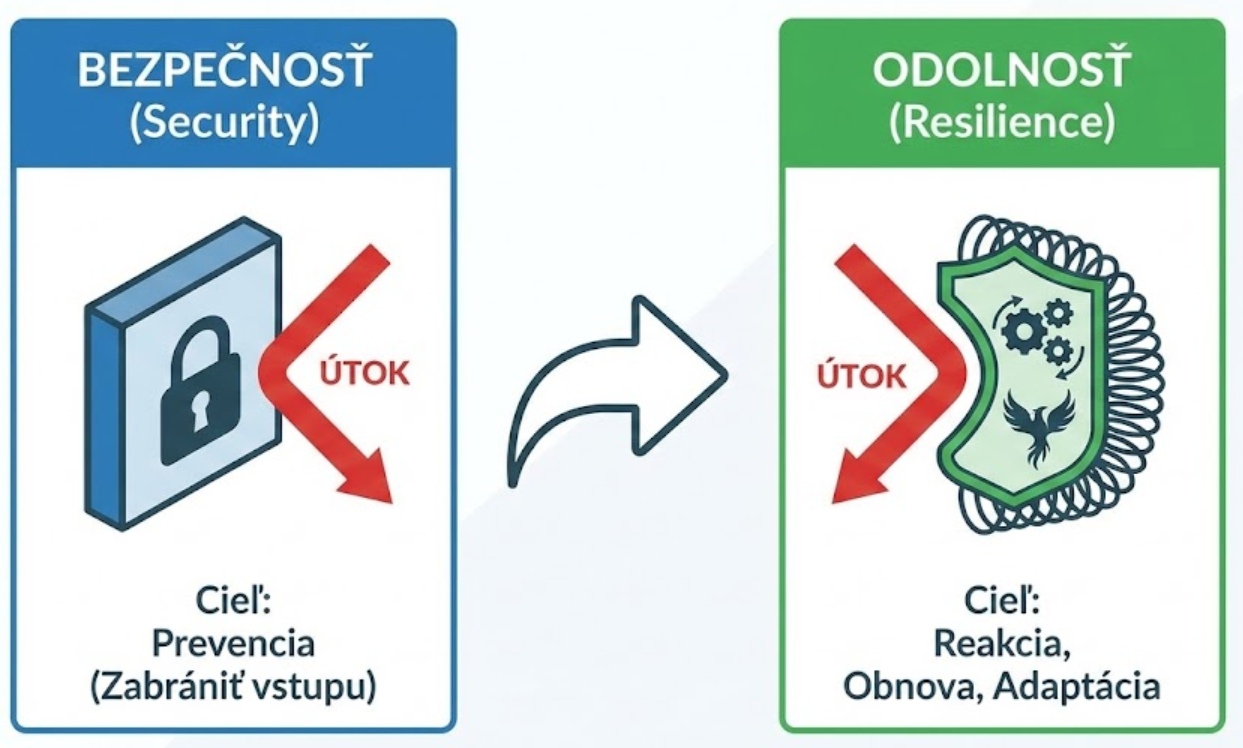 BEZPEČNOSŤ
(Security)
ÚTOK
Cieľ:
Prevencia
(Zabrániť vstupu)
ODOLNOSŤ
(Resilience)
ÚTOK
Cieľ:
Reakcia,
Obnova, Adaptácia